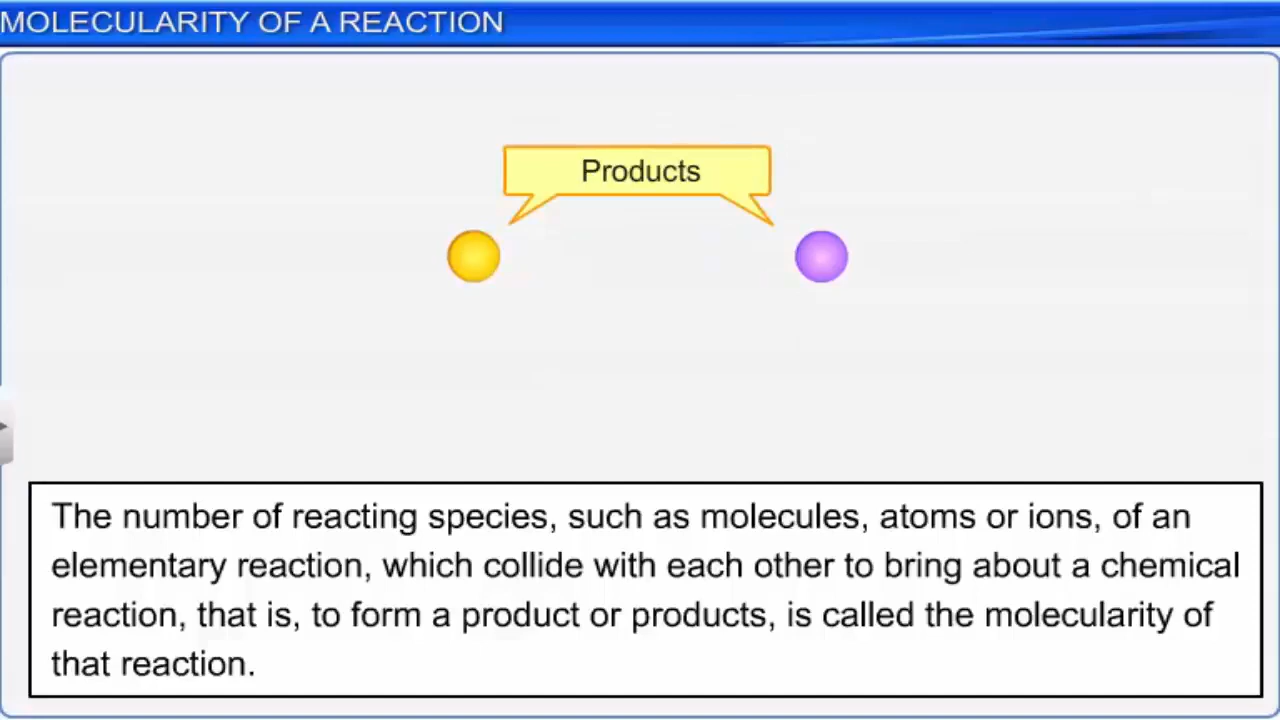 MOLECULARITY OF A REACTION
Products
The number of reacting species, such as molecules, atoms or ions, of an
elementary reaction, which collide with each other to bring about a chemical
reaction, that is, to form a product or products, is called the molecularity of
that reaction.